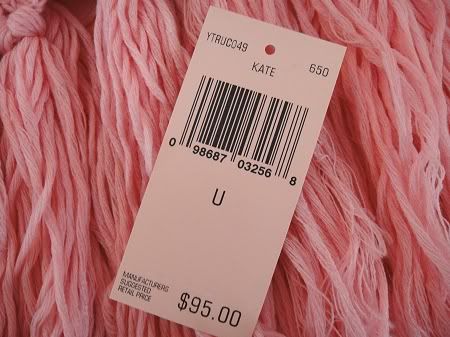 YTRUC049
KATE 650
0 98687 03256 8
U
MANUFACTURERS
SUGGESTED
RETAIL PRICE
$95.00